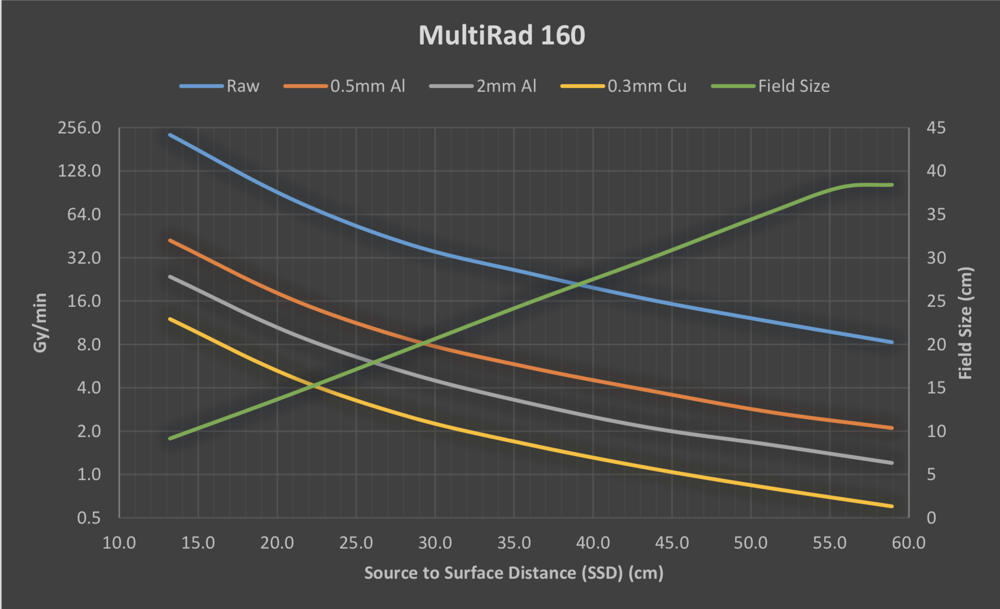 MultiRad 160
Raw 0.5mm Al 2mm Al 0.3mm Cu Field Size
256.0 45
128.0 40
64.0 35
32.0 30
16.0 25
8.0 20
4.0 15
2.0 10
1.0 5
0.5 0
Gy/min
Field Size (cm)
10.0 15.0 20.0 25.0 30.0 35.0 40.0 45.0 50.0 55.0 60.0
Source to Surface Distance (SSD) (cm)